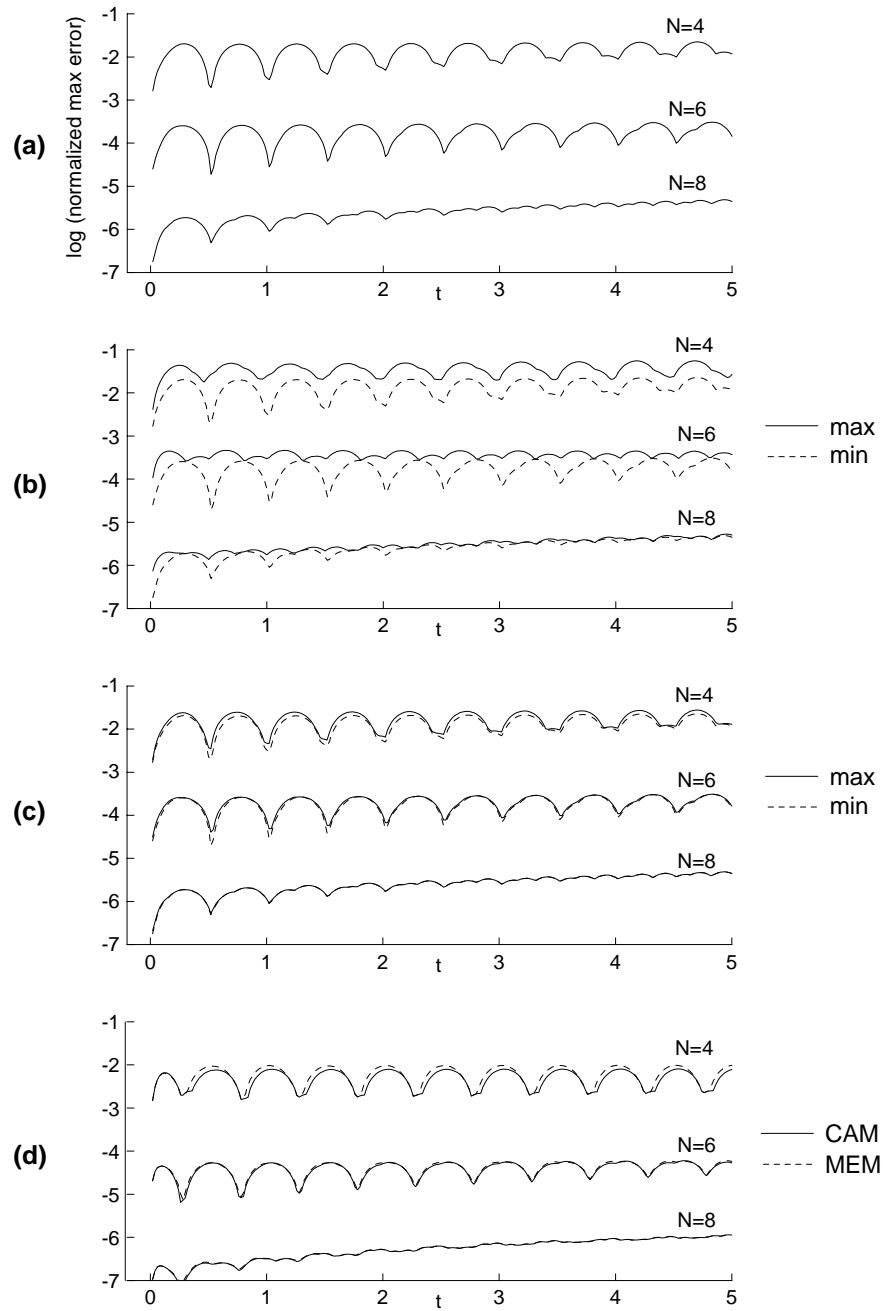 -1
-2
-3
-4
-5
-6
-7
log (normalized max error)
(a)
N=4
N=6
N=8
0 1 2 3 4 5
t
-1
-2
-3
-4
-5
-6
-7
(b)
N=4
N=6
N=8
max
min
0 1 2 3 4 5
t
-1
-2
-3
-4
-5
-6
-7
(c)
N=4
N=6
N=8
max
min
0 1 2 3 4 5
t
-1
-2
-3
-4
-5
-6
-7
(d)
N=4
N=6
N=8
CAM
MEM
0 1 2 3 4 5
t